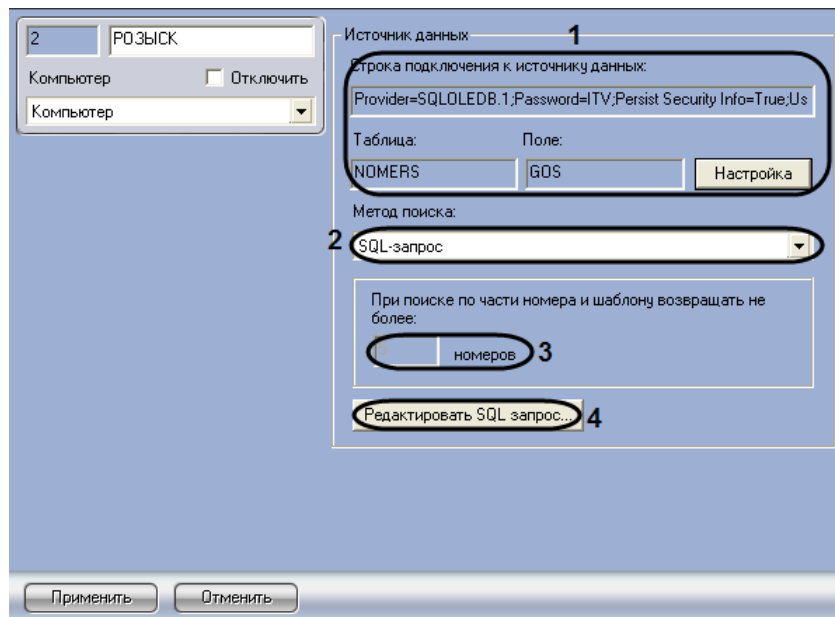 2 РОЗЫСК
Компьютер Отключить
Компьютер
Источник данных 1
Строка подключения к источнику данных:
Provider=SQLOLEDB.1;Password=ITV;Persist Security Info=True;Us
Таблица: Поле:
NOMERS GOS Настройка
Метод поиска:
2 SQL-запрос
При поиске по части номера и шаблону возвращать не
более:
номеров 3
Редактировать SQL запрос... 4
Применить Отменить